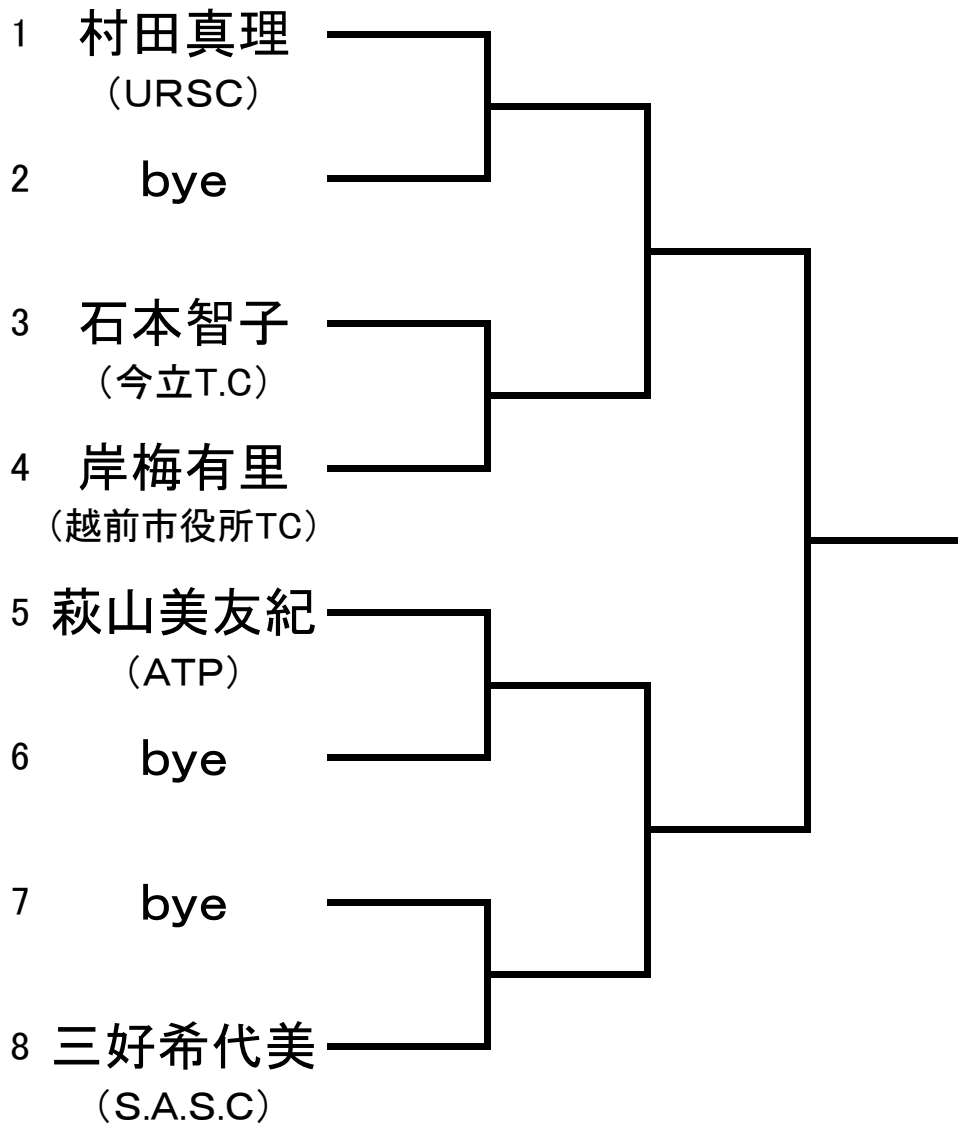 1 村田真理
（URSC）
2 bye
3 石本智子
（今立T.C）
4 岸梅有里
（越前市役所TC）
5 萩山美友紀
（ATP）
6 bye
7 bye
8 三好希代美
（S.A.S.C）